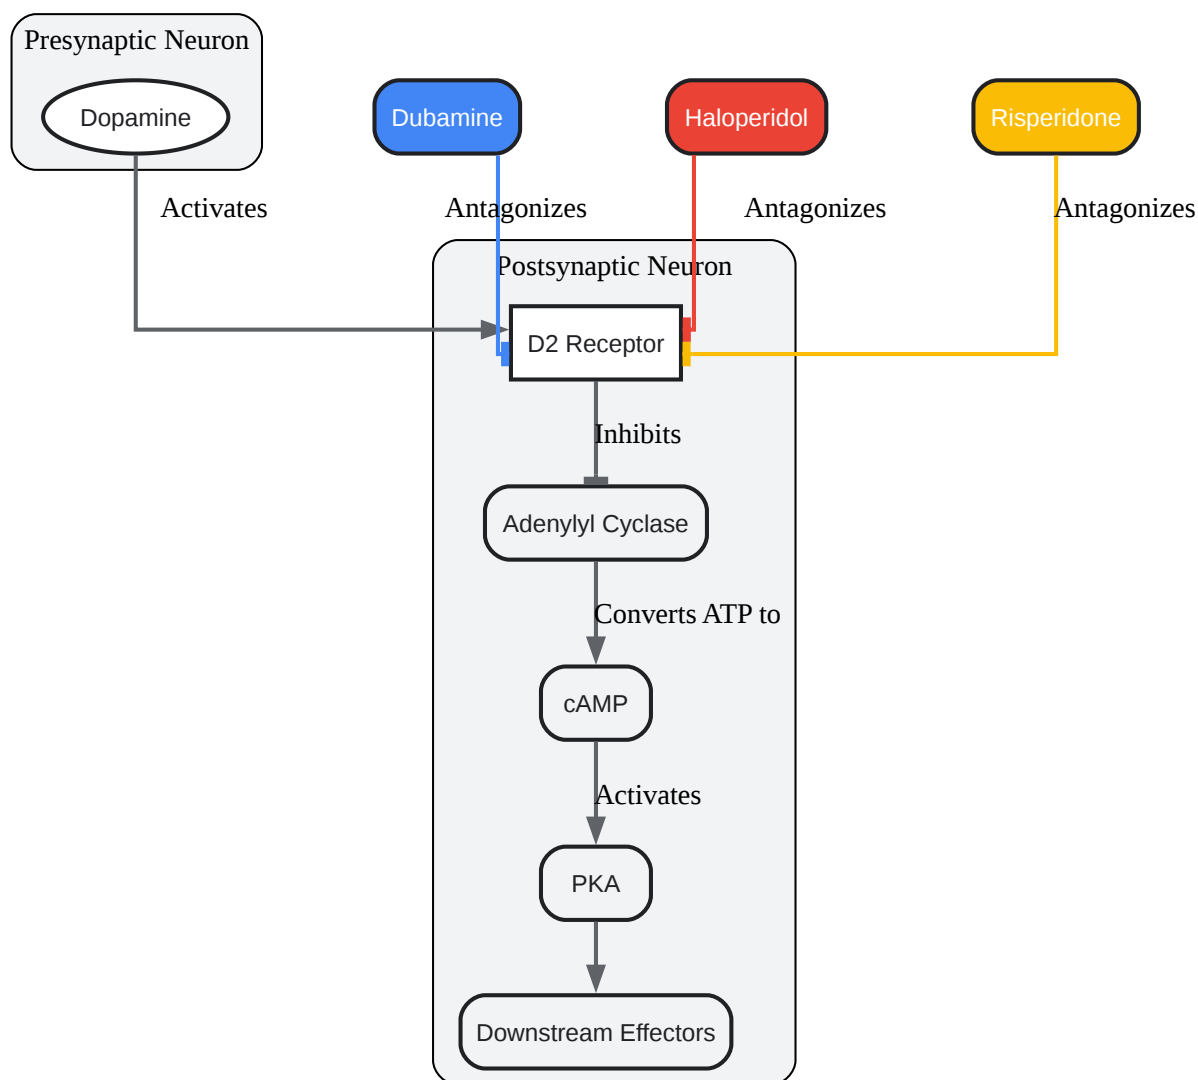 Presynaptic Neuron
Dopamine
Dubamine
Haloperidol
Risperidone
Activates
Antagonizes
Antagonizes
Antagonizes
Postsynaptic Neuron
D2 Receptor
Inhibits
Adenylyl Cyclase
Converts ATP to
cAMP
Activates
PKA
Downstream Effectors